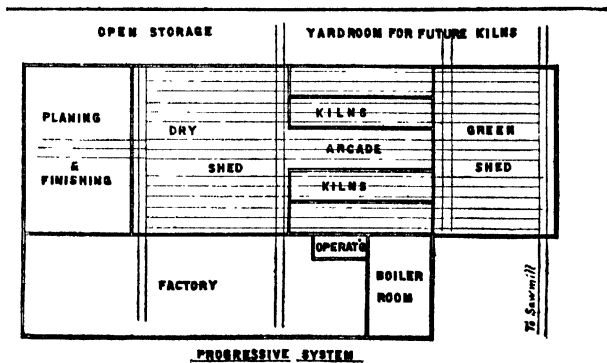 OPEN STORAGE
YARDROOM FOR FUTURE KILNS
PLANING
&
FINISHING
DRY
SHED
KILNS
ARCADE
KILNS
GREEN
SHED
OPERATO
BOILER
ROOM
FACTORY
To Sawmill
PROGRESSIVE SYSTEM